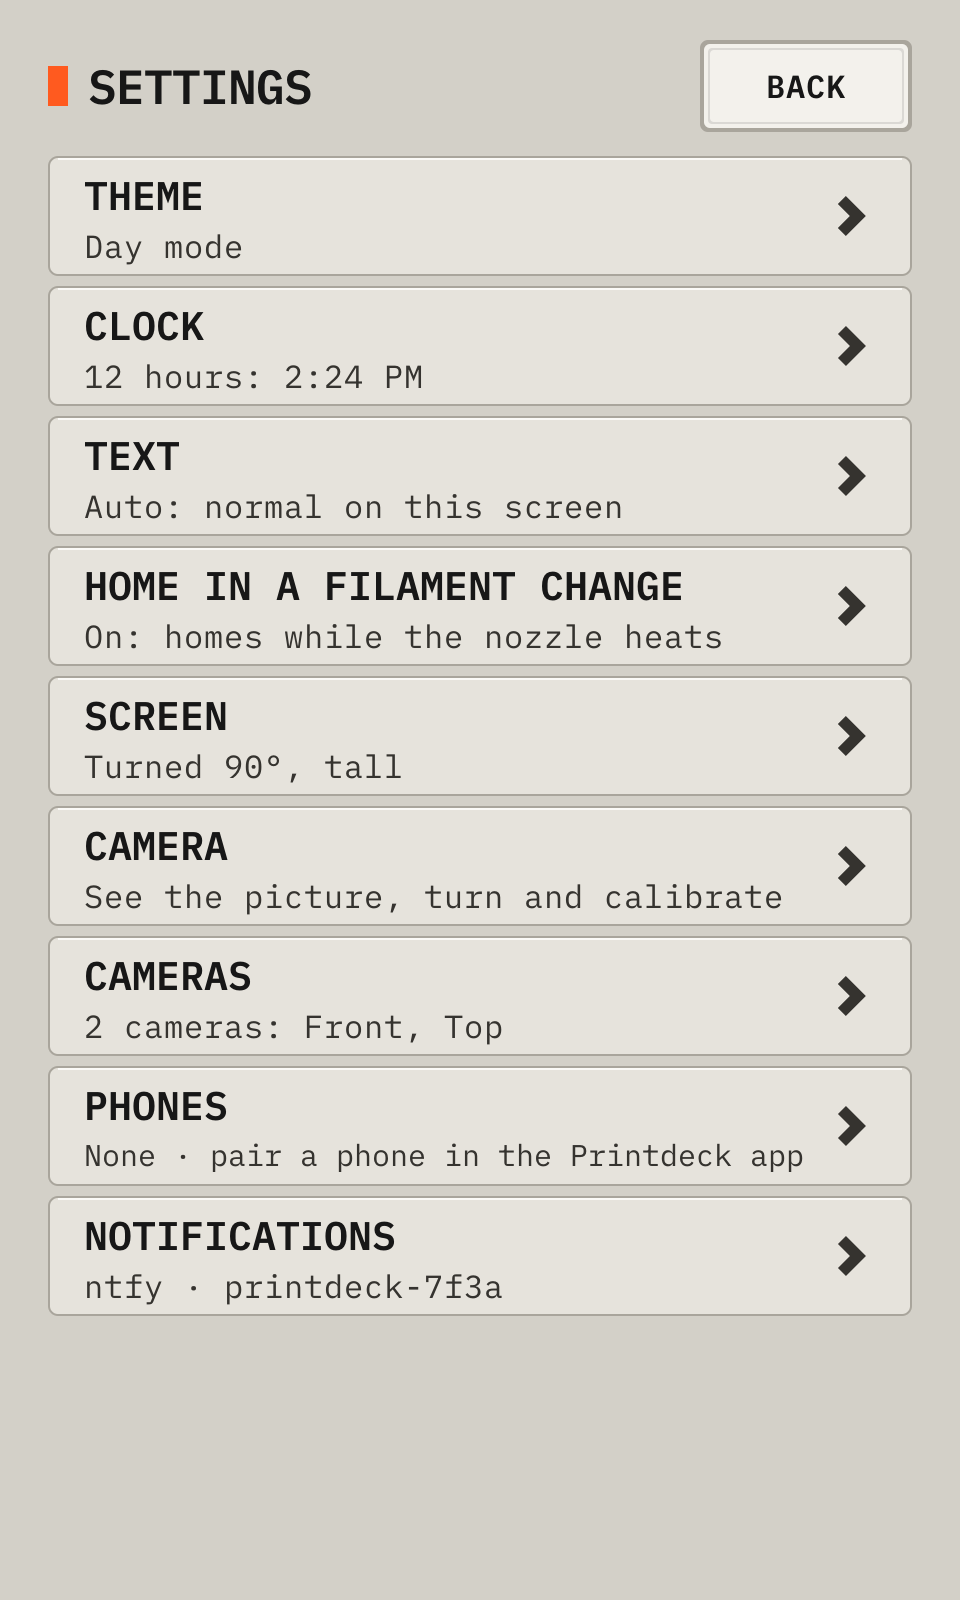 SETTINGS
BACK
THEME
Day mode
CLOCK
12 hours: 2:24 PM
TEXT
Auto: normal on this screen
HOME IN A FILAMENT CHANGE
On: homes while the nozzle heats
SCREEN
Turned 90°, tall
CAMERA
See the picture, turn and calibrate
CAMERAS
2 cameras: Front, Top
PHONES
None · pair a phone in the Printdeck app
NOTIFICATIONS
ntfy · printdeck-7f3a